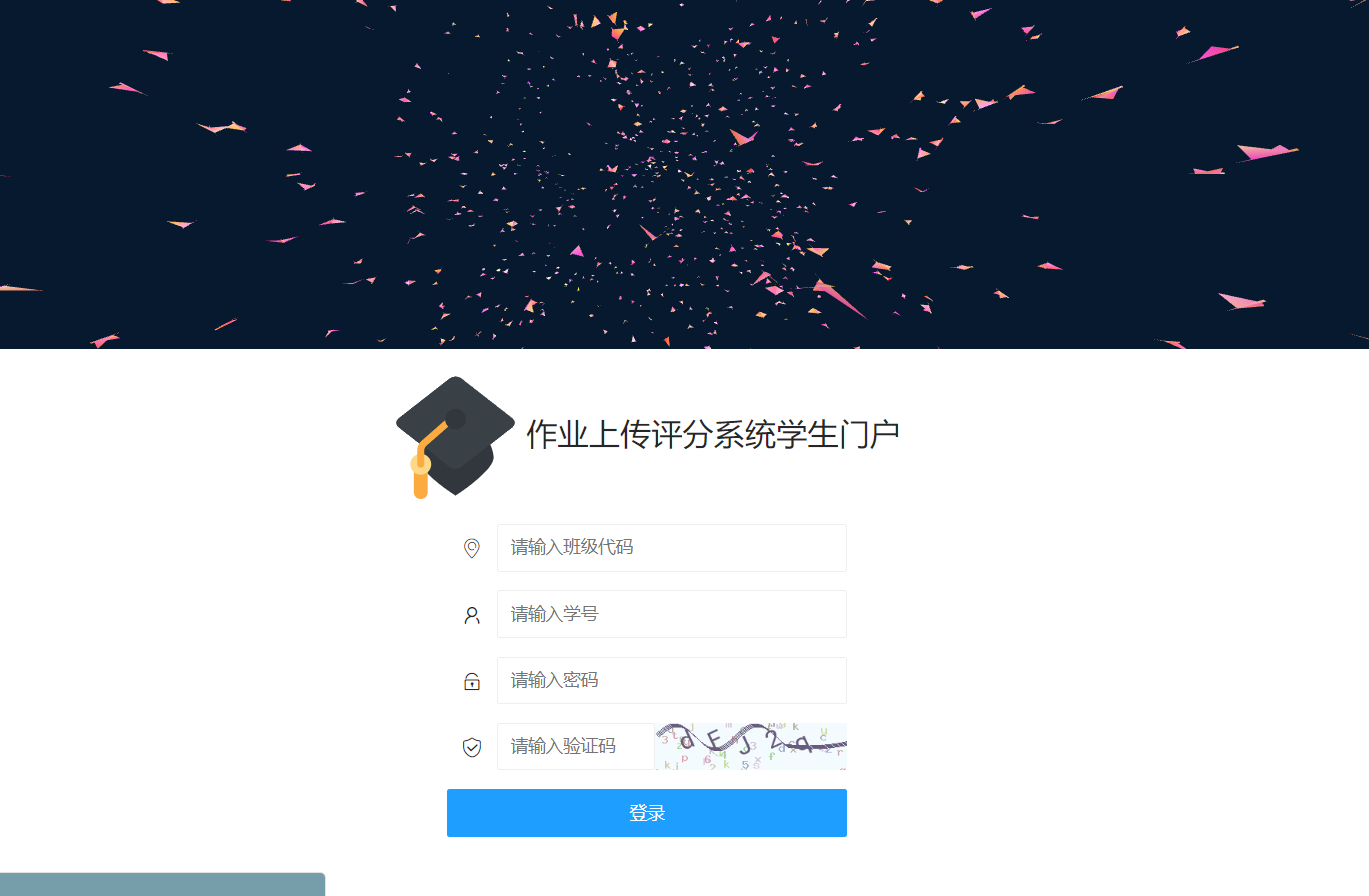 作业上传评分系统学生门户
请输入班级代码
请输入学号
请输入密码
请输入验证码
登录